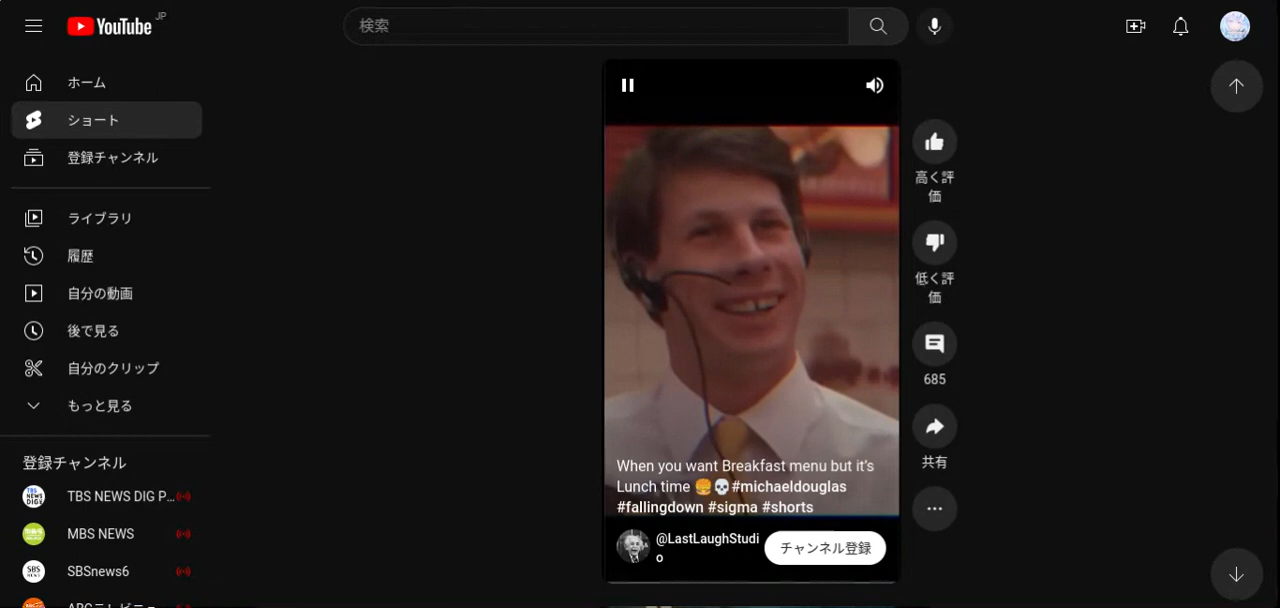 YouTube JP
検索
ホーム
ショート
登録チャンネル
ライブラリ
履歴
自分の動画
後で見る
自分のクリップ
もっと見る
登録チャンネル
TBS NEWS DIG P...
MBS NEWS
SBSnews6
When you want Breakfast menu but it's
Lunch time 🍔💀#michaeldouglas
#fallingdown #sigma #shorts
@LastLaughStudi
o
チャンネル登録
高く評
価
低く評
価
685
共有